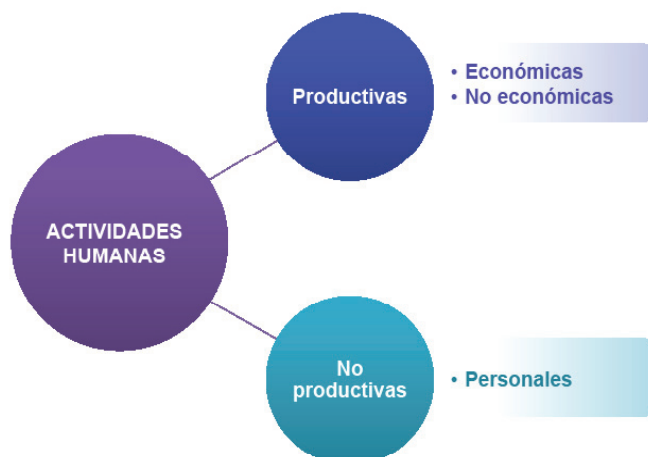 Productivas
• Económicas
• No económicas
ACTIVIDADES
HUMANAS
No
productivas
• Personales